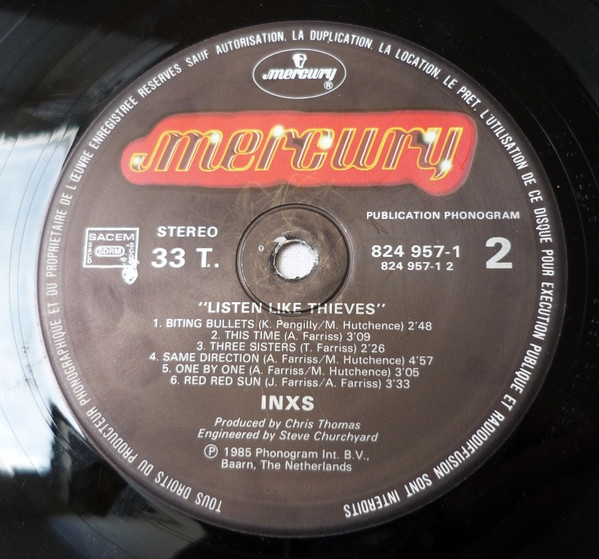 TOUS DROITS DU PRODUCTEUR PHONOGRAPHIQUE ET DU PROPRIETAIRE DE L'ŒUVRE ENREGISTREE RESERVES SAUF AUTORISATION. LA DUPLICATION, LA LOCATION, LE PRET, L'UTILISATION DE CE DISQUE POUR EXECUTION PUBLIQUE ET RADIODIFFUSION SONT INTERDITS
mercury
®
mercury
PUBLICATION PHONOGRAM
SACEM
SACD
SDRM
SGDL
STEREO
33 T.
824 957-1
824 957-1 2
2
"LISTEN LIKE THIEVES"
1. BITING BULLETS (K. Pengilly/M. Hutchence) 2'48
2. THIS TIME (A. Farriss) 3'09
3. THREE SISTERS (T. Farriss) 2'26
4. SAME DIRECTION (A. Farriss/M. Hutchence) 4'57
5. ONE BY ONE (A. Farriss/M. Hutchence) 3'05
6. RED RED SUN (J. Farriss/A. Farriss) 3'33
INXS
Produced by Chris Thomas
Engineered by Steve Churchyard
Ⓟ 1985 Phonogram Int. B.V.,
Baarn, The Netherlands